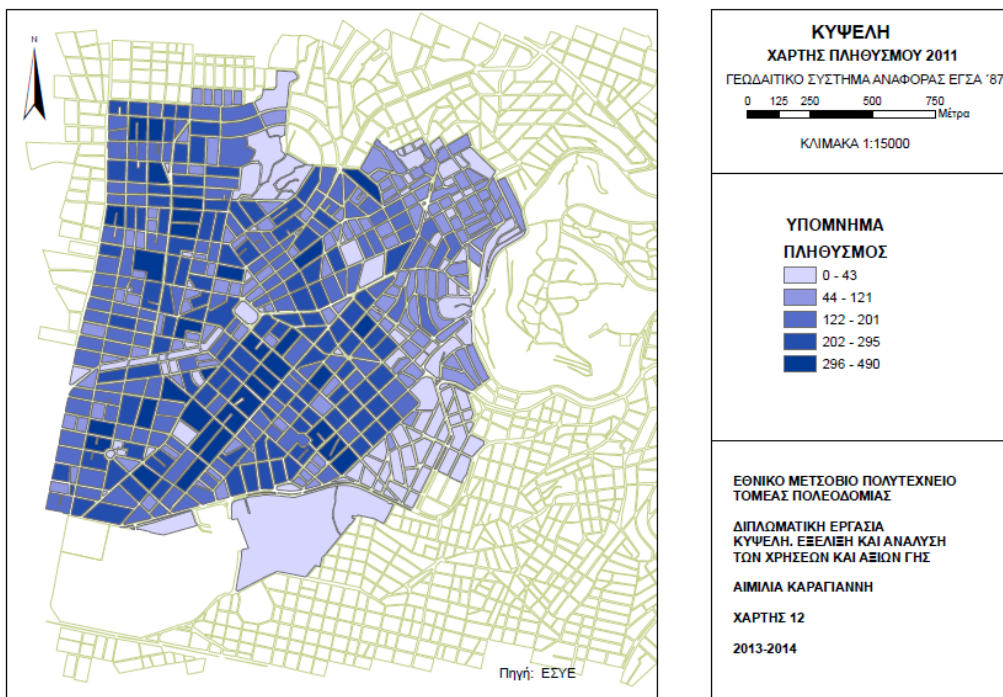 N
Πηγή: ΕΣΥΕ
ΚΥΨΕΛΗ
ΧΑΡΤΗΣ ΠΛΗΘΥΣΜΟΥ 2011
ΓΕΩΔΑΙΤΙΚΟ ΣΥΣΤΗΜΑ ΑΝΑΦΟΡΑΣ ΕΓΣΑ '87
0 125 250 500 750
Μέτρα
ΚΛΙΜΑΚΑ 1:15000
ΥΠΟΜΝΗΜΑ
ΠΛΗΘΥΣΜΟΣ
0 - 43
44 - 121
122 - 201
202 - 295
296 - 490
ΕΘΝΙΚΟ ΜΕΤΣΟΒΙΟ ΠΟΛΥΤΕΧΝΕΙΟ
ΤΟΜΕΑΣ ΠΟΛΕΟΔΟΜΙΑΣ
ΔΙΠΛΩΜΑΤΙΚΗ ΕΡΓΑΣΙΑ
ΚΥΨΕΛΗ. ΕΞΕΛΙΞΗ ΚΑΙ ΑΝΑΛΥΣΗ
ΤΩΝ ΧΡΗΣΕΩΝ ΚΑΙ ΑΞΙΩΝ ΓΗΣ
ΑΙΜΙΛΙΑ ΚΑΡΑΓΙΑΝΝΗ
ΧΑΡΤΗΣ 12
2013-2014